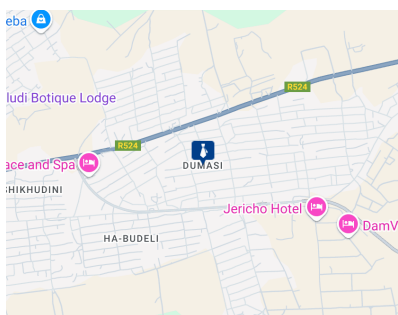 eba
R524
ludi Botique Lodge
R524
ace and Spa
DUMASI
SHIKHUDINI
Jericho Hotel
DamV
HA-BUDELI